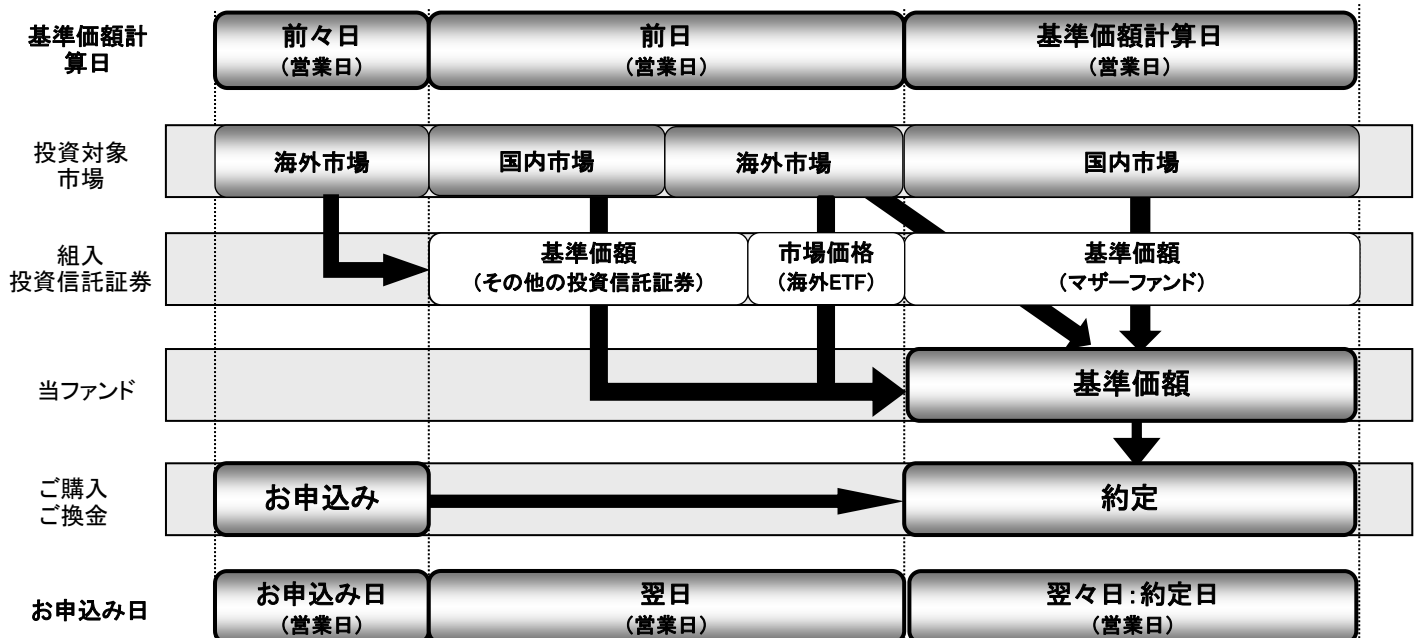 基準価額計
算日
前々日
(営業日)
前日
(営業日)
基準価額計算日
(営業日)
投資対象
市場
海外市場
国内市場
海外市場
国内市場
組入
投資信託証券
基準価額
(その他の投資信託証券)
市場価格
(海外ETF)
基準価額
(マザーファンド)
当ファンド
基準価額
ご購入
ご換金
お申込み
約定
お申込み日
お申込み日
(営業日)
翌日
(営業日)
翌々日:約定日
(営業日)